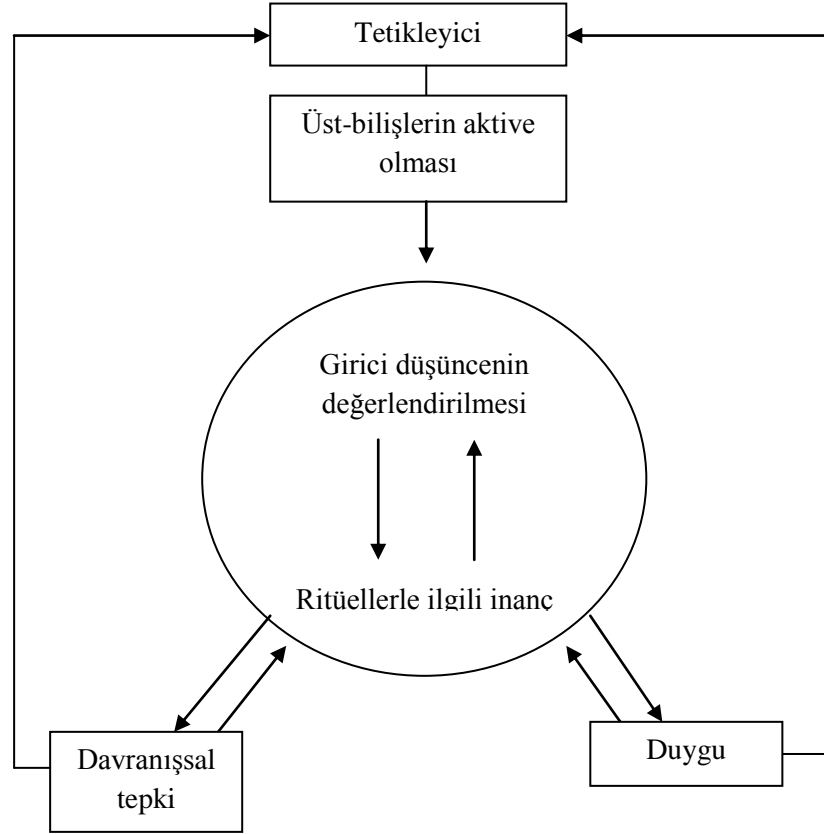 Tetikleyici
Üst-bilişlerin aktive
olması
Girici düşüncenin
değerlendirilmesi
Ritüellerle ilgili inanç
Davranışsal
tepki
Duygu